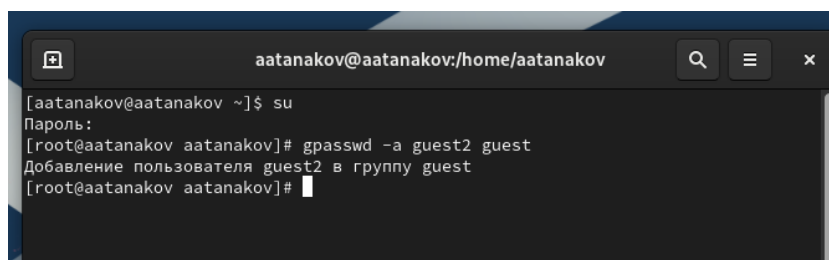 aatanakov@aatanakov:/home/aatanakov
[aatanakov@aatanakov ~]$ su
Пароль:
[root@aatanakov aatanakov]# gpasswd -a guest2 guest
Добавление пользователя guest2 в группу guest
[root@aatanakov aatanakov]#